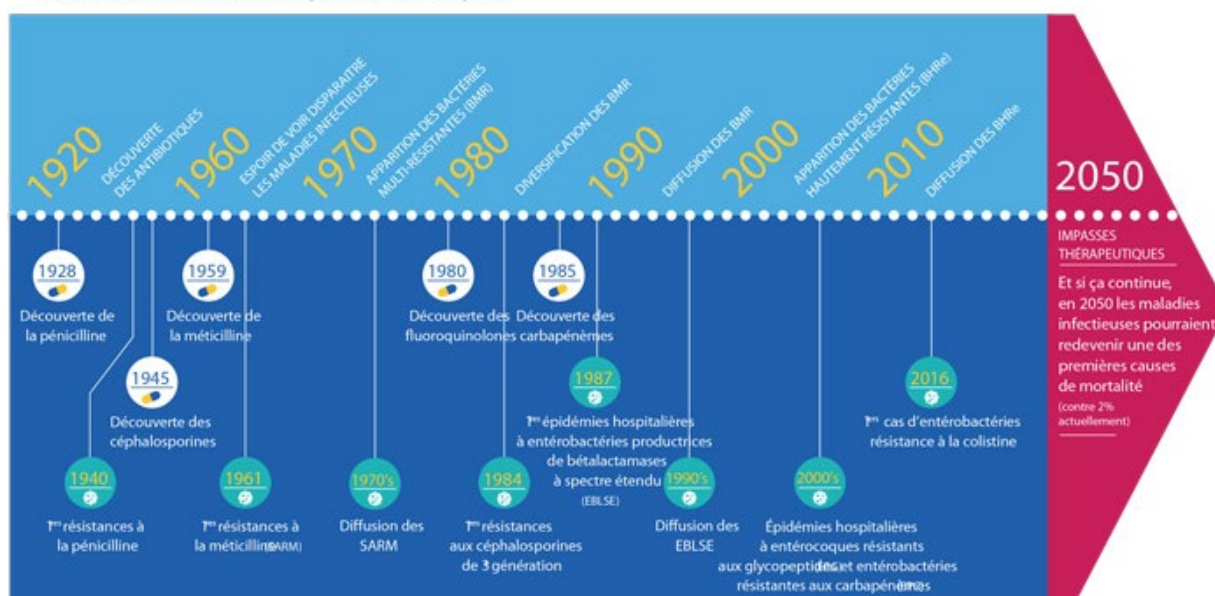 1920
DÉCOUVERTE
DES ANTIBIOTIQUES
1960
ESPOIR DE VOIR DISPARAITRE
LES MALADIES INFECTIEUSES
1970
APPARITION DES BACTÉRIES
MULTI-RÉSISTANTES (BMR)
1980
DIVERSIFICATION DES BMR
1990
DIFFUSION DES BMR
2000
APPARITION DES BACTÉRIES
HAUTEMENT RÉSISTANTES (BHRe)
2010
DIFFUSION DES BHRe
2050
IMPASSES
THÉRAPEUTIQUES
Et si ça continue,
en 2050 les maladies
infectieuses pourraient
redevenir une des
premières causes
de mortalité
(contre 2%
actuellement)
1928
Découverte de
la pénicilline
1959
Découverte de
la méticilline
1980
Découverte des
fluoroquinolones
1985
Découverte des
carbapénèmes
1945
Découverte des
céphalosporines
1987
1res épidémies hospitalières
à entérobactéries productrices
de bétalactamases
à spectre étendu
(EBLSE)
2016
1ers cas d'entérobactéries
résistance à la colistine
1940
1res résistances à
la pénicilline
1961
1res résistances à
la méticilline (SARM)
1970's
Diffusion des
SARM
1984
1res résistances
aux céphalosporines
de 3 génération
1990's
Diffusion des
EBLSE
2000's
Épidémies hospitalières
à entérocoques résistants
aux glycopeptides et entérobactéries
résistantes aux carbapénèmes